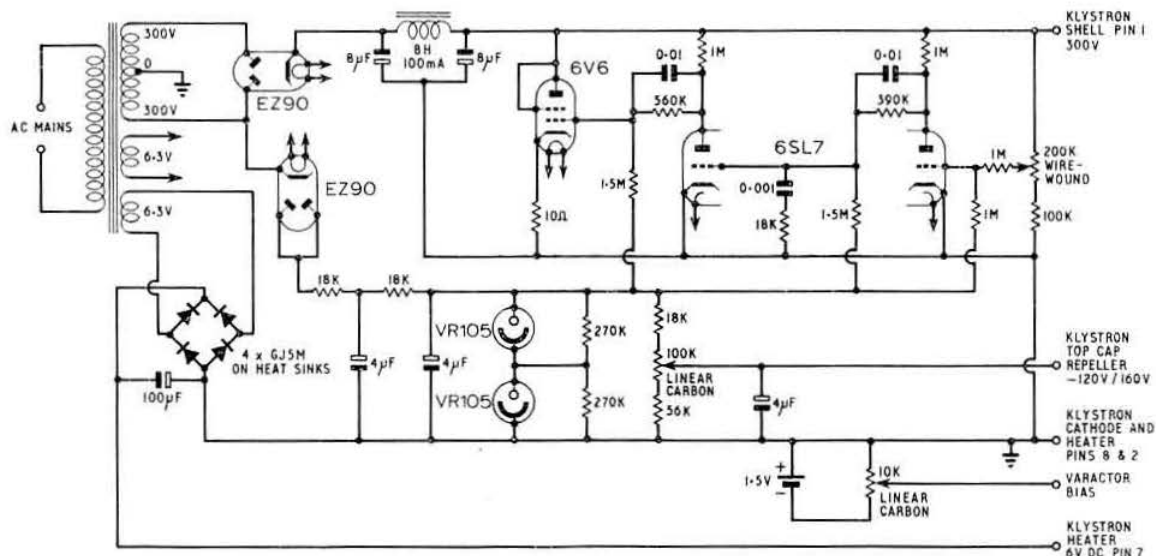 300V
0
300V
AC MAINS
6·3V
6·3V
EZ90
8μF
8H
100mA
8μF
6V6
10Ω
0·01
1M
560K
1·5M
6SL7
0·001
18K
0·01
1M
390K
1·5M
1M
1M
200K
WIRE-
WOUND
100K
KLYSTRON
SHELL PIN 1
300V
EZ90
18K
18K
4 x GJ5M
ON HEAT SINKS
100μF
4μF
4μF
VR105
VR105
270K
270K
18K
100K
LINEAR
CARBON
56K
4μF
KLYSTRON
TOP CAP
REPELLER
-120V/160V
KLYSTRON
CATHODE AND
HEATER
PINS 8 & 2
+
1·5V
-
10K
LINEAR
CARBON
VARACTOR
BIAS
KLYSTRON
HEATER
6V DC PIN 7